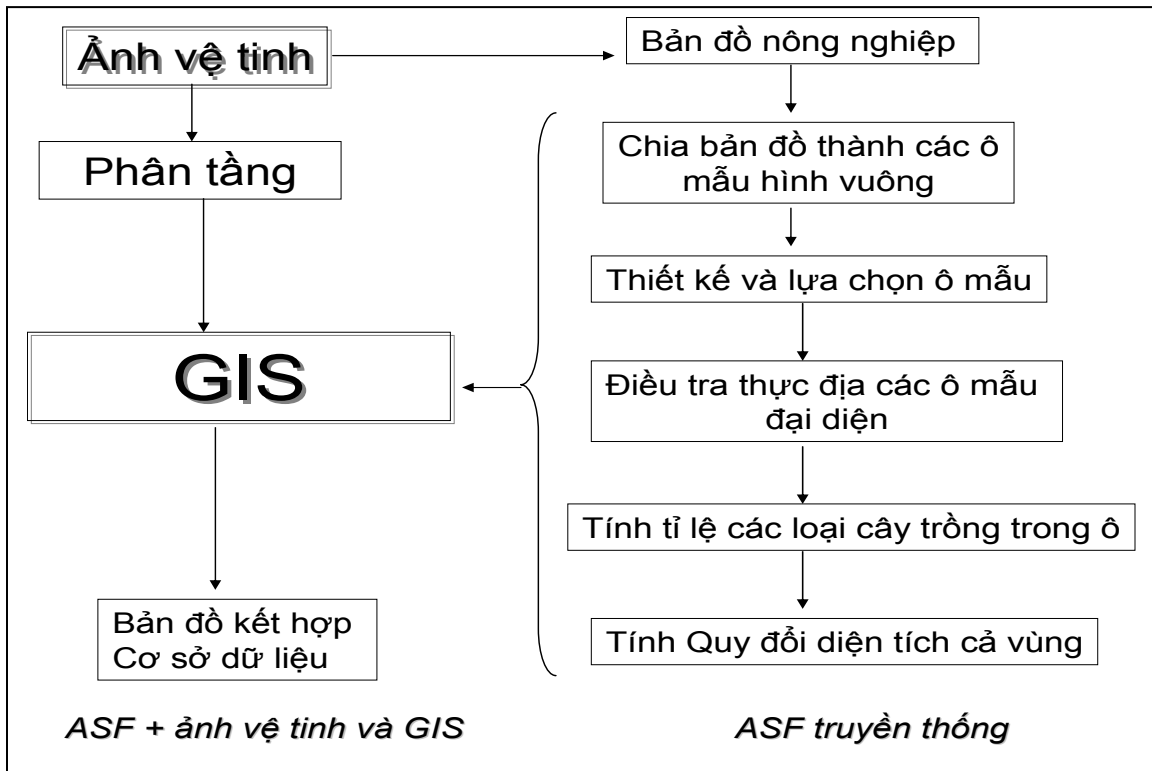 Ảnh vệ tinh
Bản đồ nông nghiệp
Phân tầng
Chia bản đồ thành các ô
mẫu hình vuông
Thiết kế và lựa chọn ô mẫu
GIS
Điều tra thực địa các ô mẫu
đại diện
Tính tỉ lệ các loại cây trồng trong ô
Bản đồ kết hợp
Cơ sở dữ liệu
Tính Quy đổi diện tích cả vùng
ASF + ảnh vệ tinh và GIS
ASF truyền thống